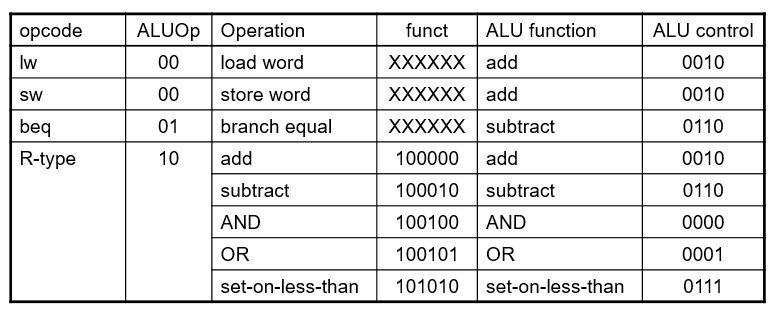 opcode ALUOp Operation funct ALU function ALU control
lw 00 load word XXXXXX add 0010
sw 00 store word XXXXXX add 0010
beq 01 branch equal XXXXXX subtract 0110
R-type 10 add 100000 add 0010
subtract 100010 subtract 0110
AND 100100 AND 0000
OR 100101 OR 0001
set-on-less-than 101010 set-on-less-than 0111